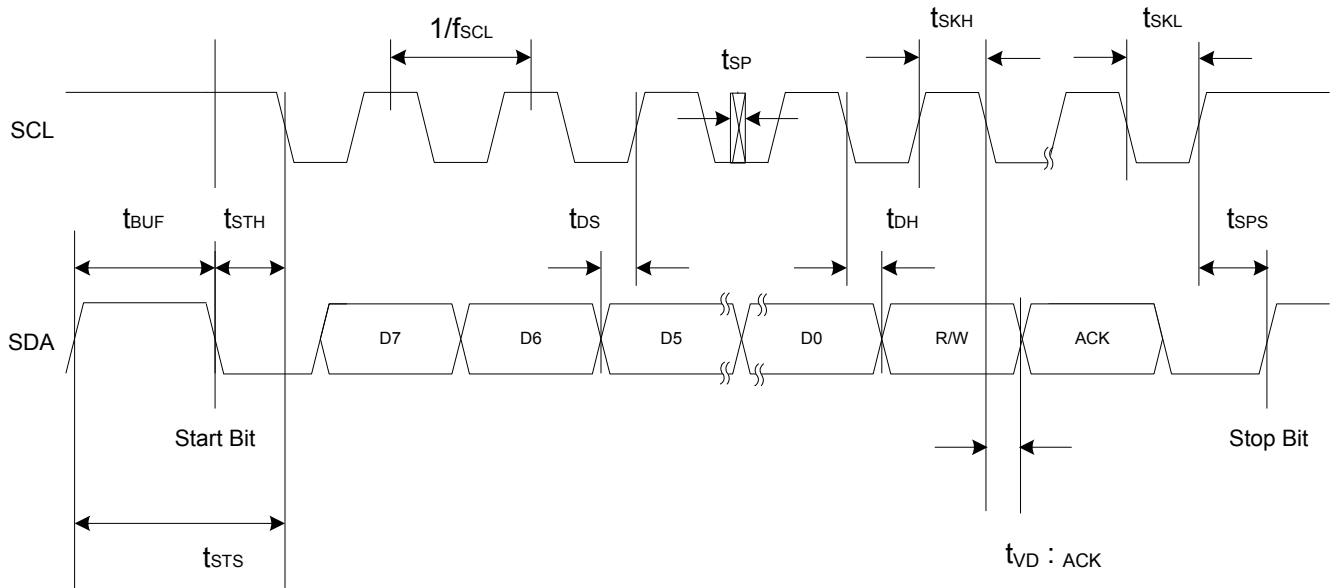 1/fSCL
tSKH
tSKL
tSP
SCL
tBUF
tSTH
tDS
tDH
tSPS
SDA
D7
D6
D5
D0
R/W
ACK
Start Bit
Stop Bit
tSTS
tVD : ACK